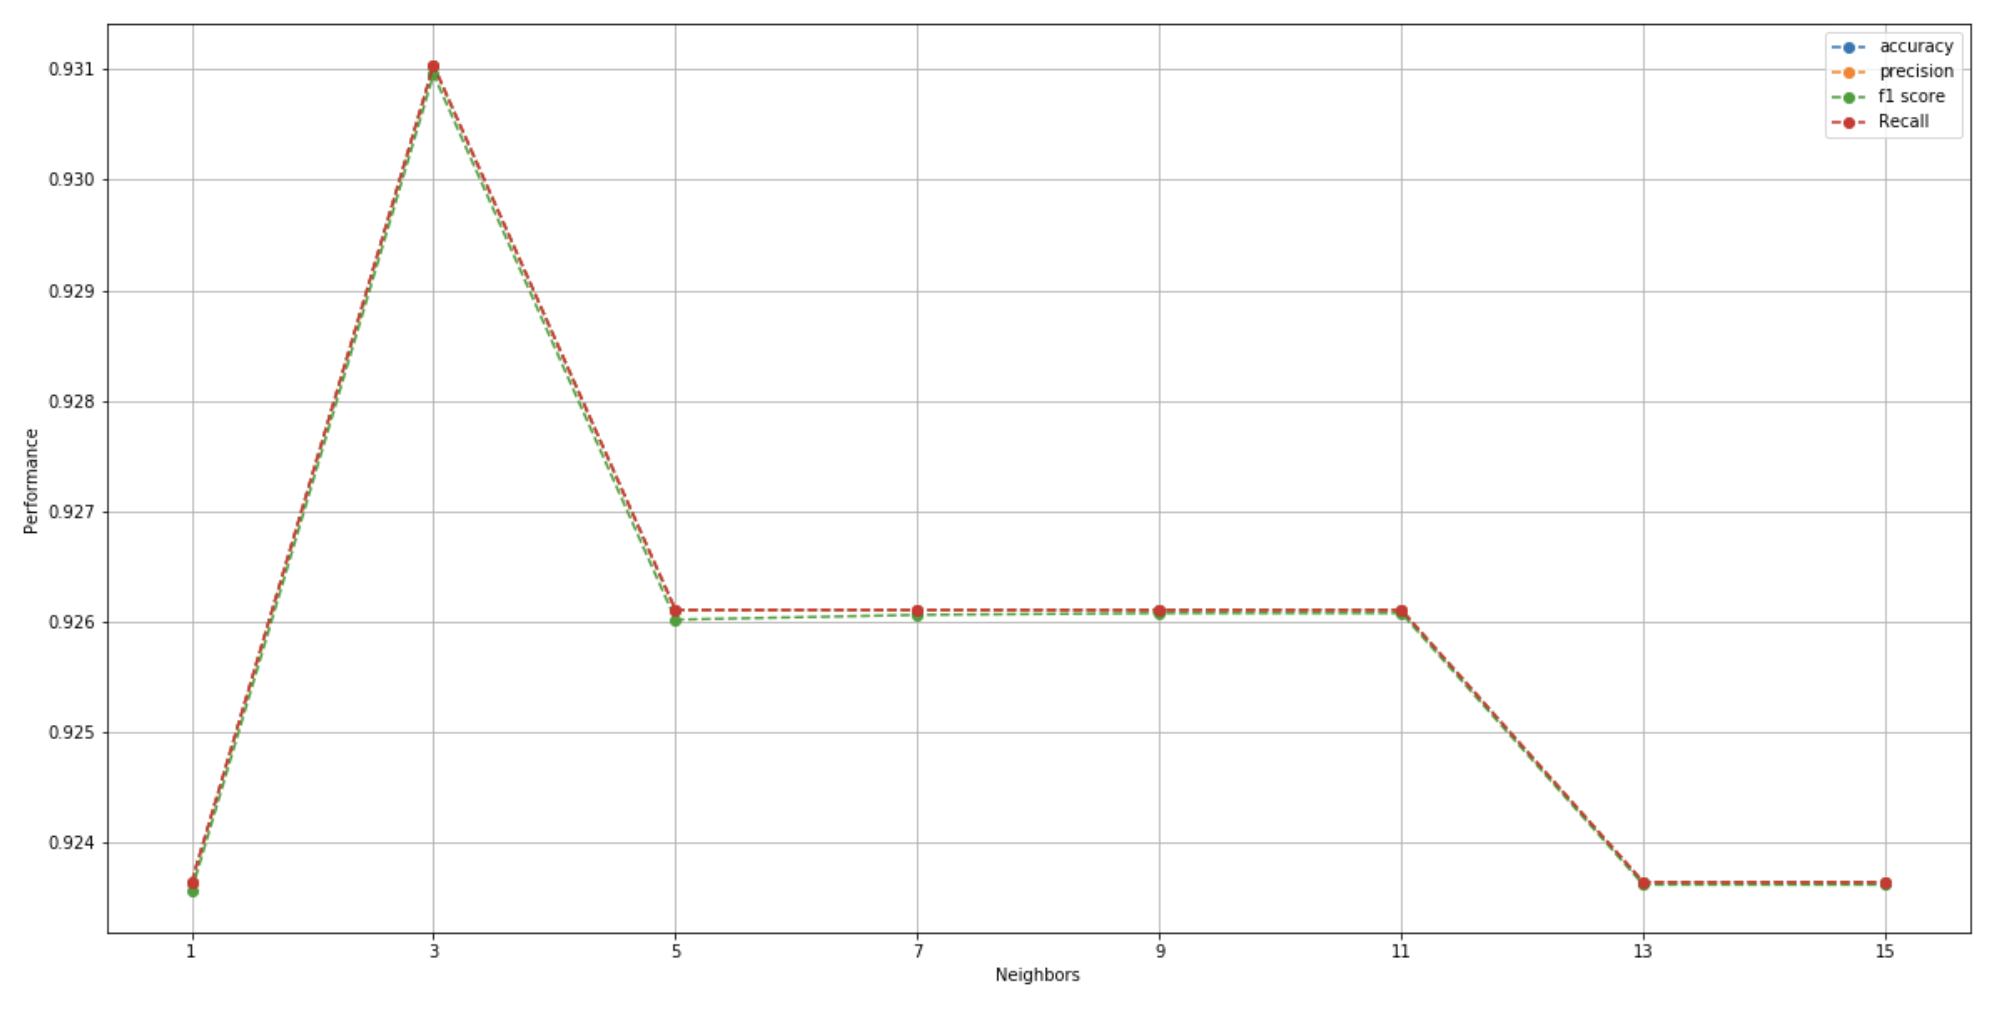 accuracy
precision
f1 score
Recall
0.931
0.930
0.929
0.928
0.927
0.926
0.925
0.924
Performance
1 3 5 7 9 11 13 15
Neighbors